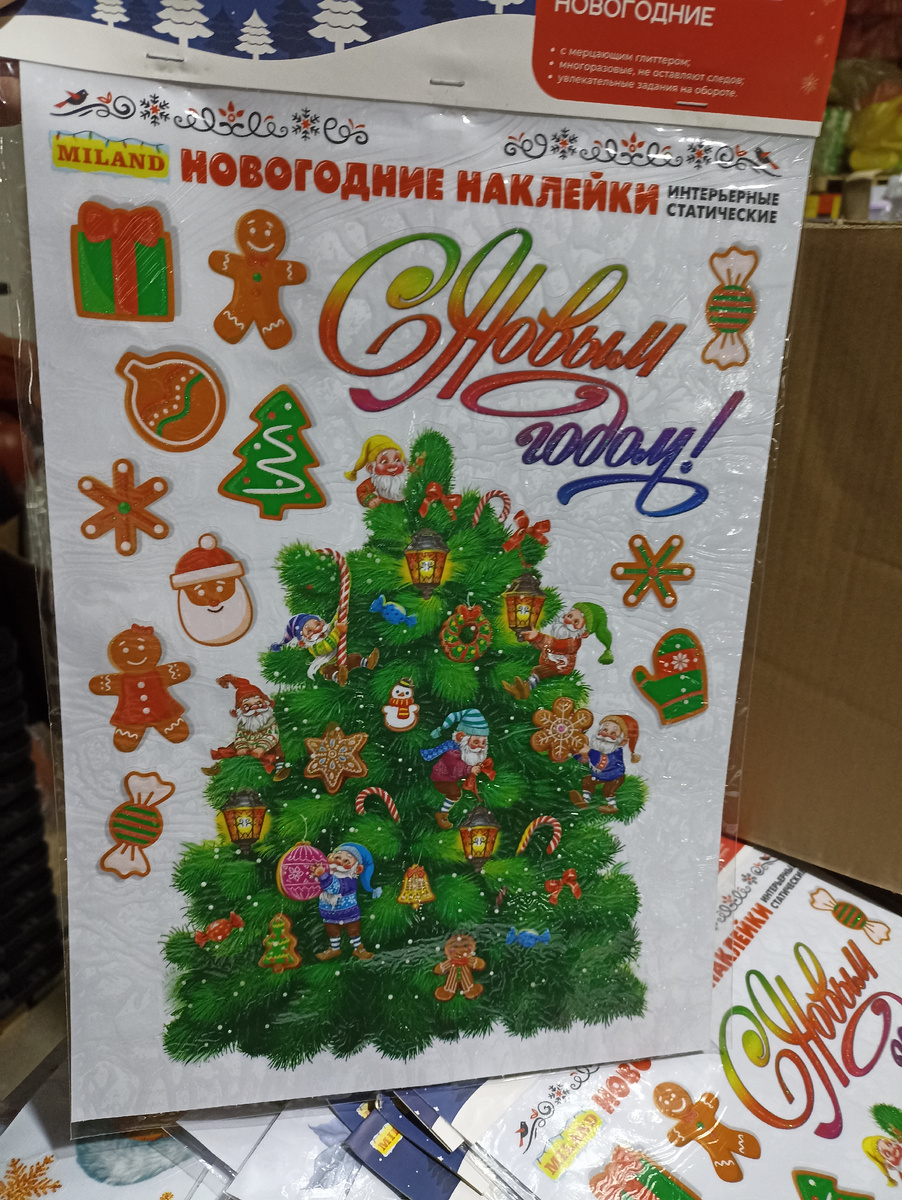 НОВОГОДНИЕ
• с мерцающим глиттером;
• многоразовые, не оставляют следов;
• увлекательные задания на обороте.
MILAND
НОВОГОДНИЕ НАКЛЕЙКИ
ИНТЕРЬЕРНЫЕ
СТАТИЧЕСКИЕ
С Новым
годом!
НАКЛЕЙКИ
ИНТЕРЬЕРНЫЕ
СТАТИЧЕСКИЕ
С Новым
MILAND